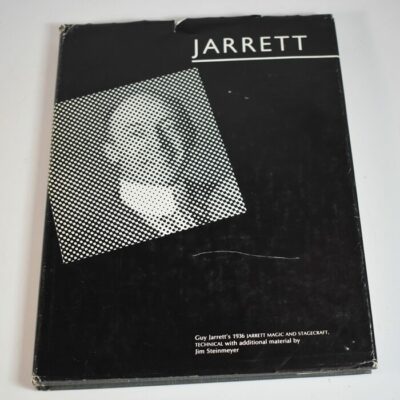 JARRETT
Guy Jarrett's 1936 JARRETT MAGIC AND STAGECRAFT,
TECHNICAL with additional material by
Jim Steinmeyer